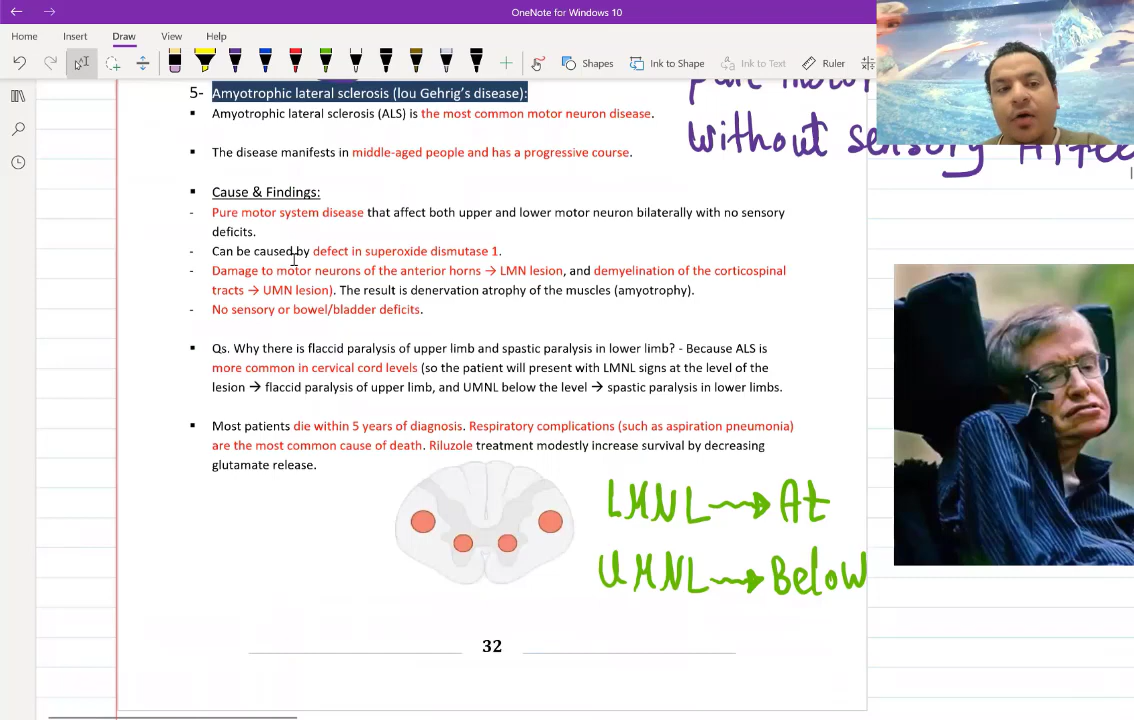 OneNote for Windows 10
Home Insert Draw View Help
Shapes Ink to Shape Ink to Text Ruler
5- Amyotrophic lateral sclerosis (lou Gehrig's disease):
▪ Amyotrophic lateral sclerosis (ALS) is the most common motor neuron disease.
pure
without
▪ The disease manifests in middle-aged people and has a progressive course.
▪ Cause & Findings:
- Pure motor system disease that affect both upper and lower motor neuron bilaterally with no sensory
deficits.
- Can be caused by defect in superoxide dismutase 1.
- Damage to motor neurons of the anterior horns → LMN lesion, and demyelination of the corticospinal
tracts → UMN lesion). The result is denervation atrophy of the muscles (amyotrophy).
- No sensory or bowel/bladder deficits.
▪ Qs. Why there is flaccid paralysis of upper limb and spastic paralysis in lower limb? - Because ALS is
more common in cervical cord levels (so the patient will present with LMNL signs at the level of the
lesion → flaccid paralysis of upper limb, and UMNL below the level → spastic paralysis in lower limbs.
▪ Most patients die within 5 years of diagnosis. Respiratory complications (such as aspiration pneumonia)
are the most common cause of death. Riluzole treatment modestly increase survival by decreasing
glutamate release.
LMNL → At
UMNL → Below
32